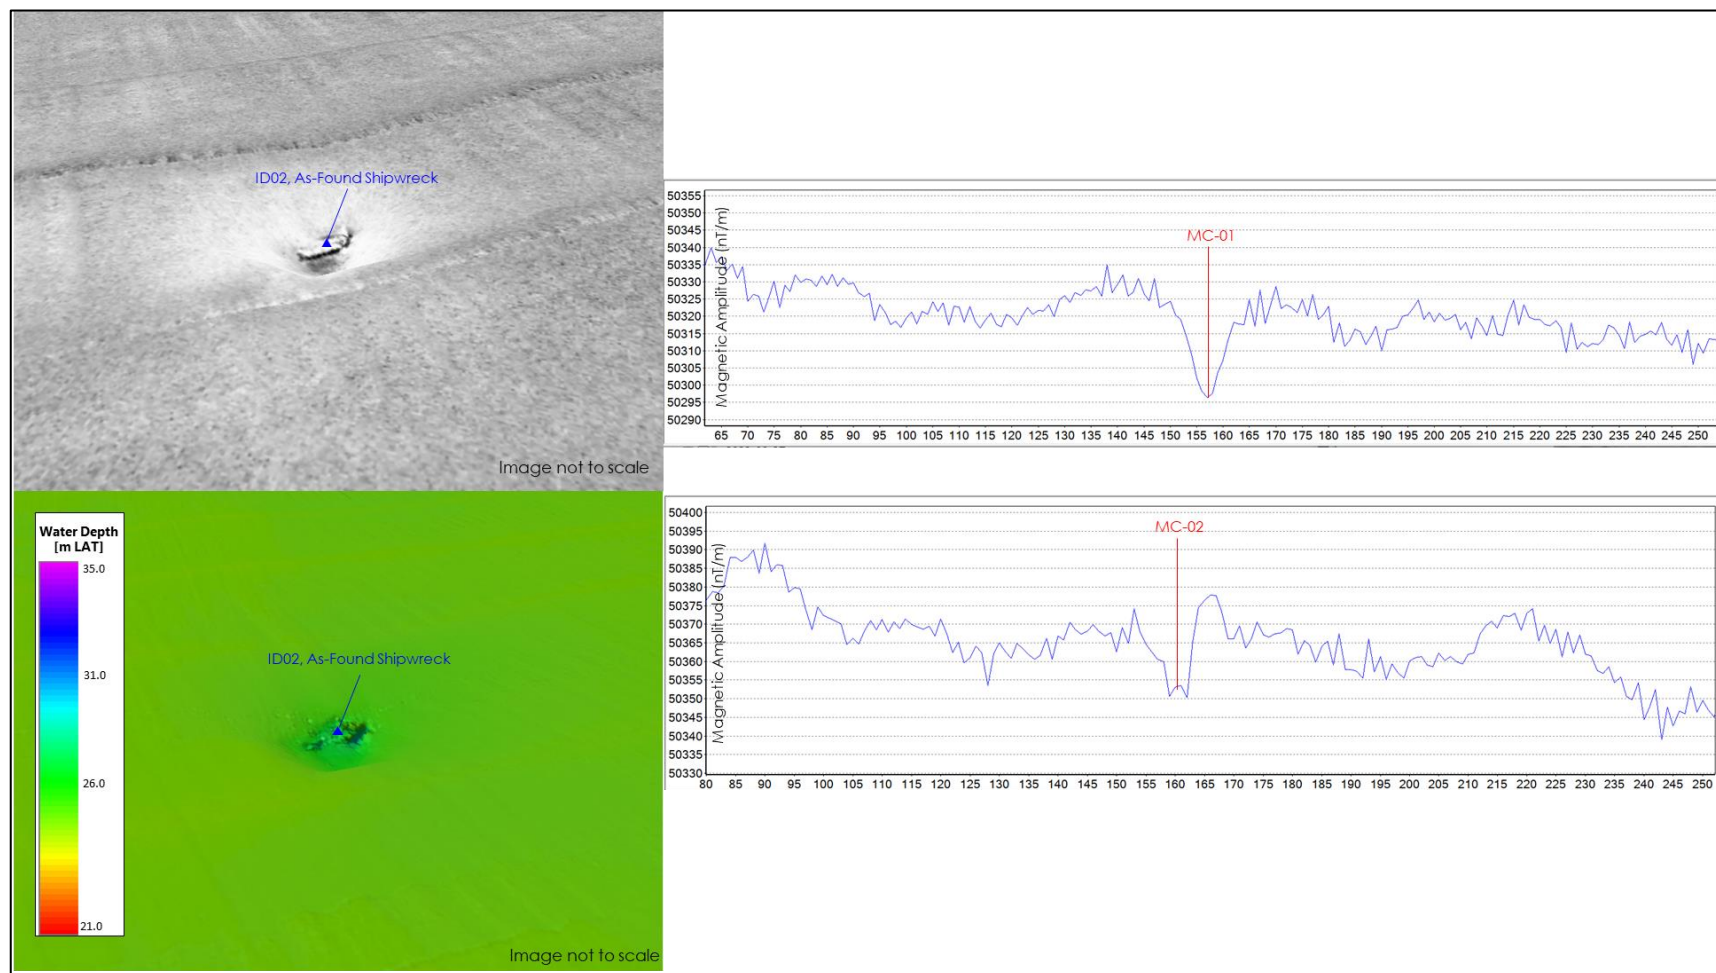 ID02, As-Found Shipwreck
Image not to scale
Water Depth
[m LAT]
35.0
31.0
26.0
21.0
ID02, As-Found Shipwreck
Image not to scale
MC-01
Magnetic Amplitude (nT/m)
50355
50350
50345
50340
50335
50330
50325
50320
50315
50310
50305
50300
50295
50290
65 70 75 80 85 90 95 100 105 110 115 120 125 130 135 140 145 150 155 160 165 170 175 180 185 190 195 200 205 210 215 220 225 230 235 240 245 250
MC-02
Magnetic Amplitude (nT/m)
50400
50395
50390
50385
50380
50375
50370
50365
50360
50355
50350
50345
50340
50335
50330
80 85 90 95 100 105 110 115 120 125 130 135 140 145 150 155 160 165 170 175 180 185 190 195 200 205 210 215 220 225 230 235 240 245 250